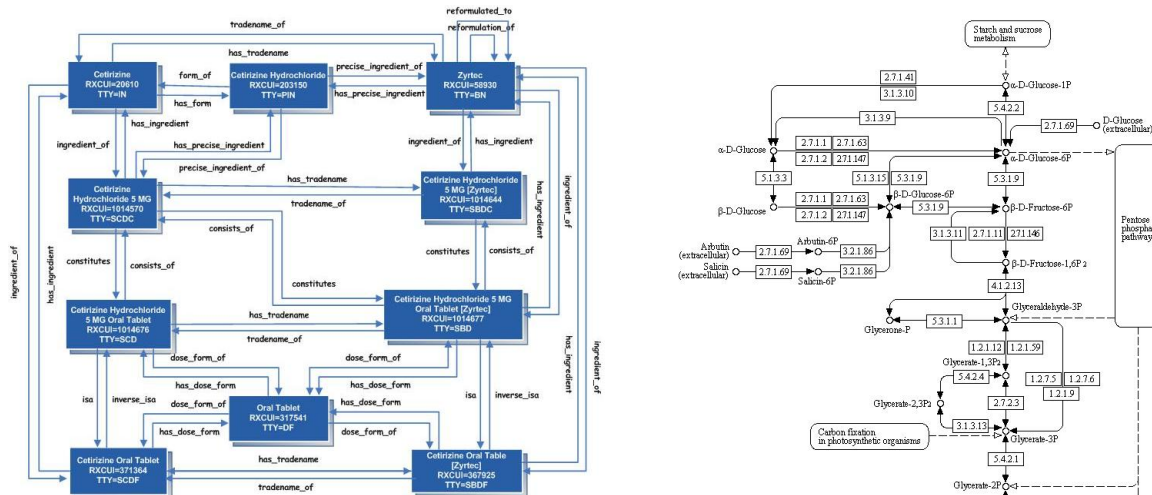 reformulated_to
tradename_of
reformulation_of
has_tradename
Cetirizine
RXCUI=20610
TTY=IN
form_of
has_form
Cetirizine Hydrochloride
RXCUI=203150
TTY=PIN
precise_ingredient_of
has_precise_ingredient
Zyrtec
RXCUI=58930
TTY=BN
ingredient_of
has_ingredient
has_precise_ingredient
precise_ingredient_of
ingredient_of
has_ingredient
Cetirizine
Hydrochloride 5 MG
RXCUI=1014570
TTY=SCDC
has_tradename
tradename_of
Cetirizine Hydrochloride
5 MG [Zyrtec]
RXCUI=1014644
TTY=SBDC
has_ingredient
ingredient_of
consists_of
constitutes
consists_of
constitutes
constitutes
consists_of
ingredient_of
has_ingredient
Cetirizine Hydrochloride
5 MG Oral Tablet
RXCUI=1014676
TTY=SCD
has_tradename
tradename_of
Cetirizine Hydrochloride 5 MG
Oral Tablet [Zyrtec]
RXCUI=1014677
TTY=SBD
dose_form_of
has_dose_form
dose_form_of
has_dose_form
isa
inverse_isa
isa
inverse_isa
has_ingredient
ingredient_of
dose_form_of
has_dose_form
Oral Tablet
RXCUI=317541
TTY=DF
has_dose_form
dose_form_of
Cetirizine Oral Tablet
RXCUI=371364
TTY=SCDF
has_tradename
tradename_of
Cetirizine Oral Table
[Zyrtec]
RXCUI=367925
TTY=SBDF
Starch and sucrose
metabolism
2.7.1.41
3.1.3.10
α-D-Glucose-1P
5.4.2.2
3.1.3.9
2.7.1.69
D-Glucose
(extracellular)
α-D-Glucose
2.7.1.1
2.7.1.63
2.7.1.2
2.7.1.147
α-D-Glucose-6P
5.1.3.3
5.1.3.15
5.3.1.9
5.3.1.9
β-D-Glucose-6P
β-D-Glucose
2.7.1.1
2.7.1.63
2.7.1.2
2.7.1.147
5.3.1.9
β-D-Fructose-6P
Pentose
phospha
pathway
Arbutin
(extracellular)
2.7.1.69
Arbutin-6P
3.2.1.86
3.1.3.11
2.7.1.11
2.7.1.146
Salicin
(extracellular)
2.7.1.69
Salicin-6P
3.2.1.86
β-D-Fructose-1,6P2
4.1.2.13
Glyceraldehyde-3P
Glycerone-P
5.3.1.1
1.2.1.12
1.2.1.59
Glycerate-1,3P2
5.4.2.4
1.2.7.5
1.2.7.6
1.2.1.9
Glycerate-2,3P2
2.7.2.3
3.1.3.13
Carbon fixation
in photosynthetic organisms
Glycerate-3P
5.4.2.1
Glycerate-2P